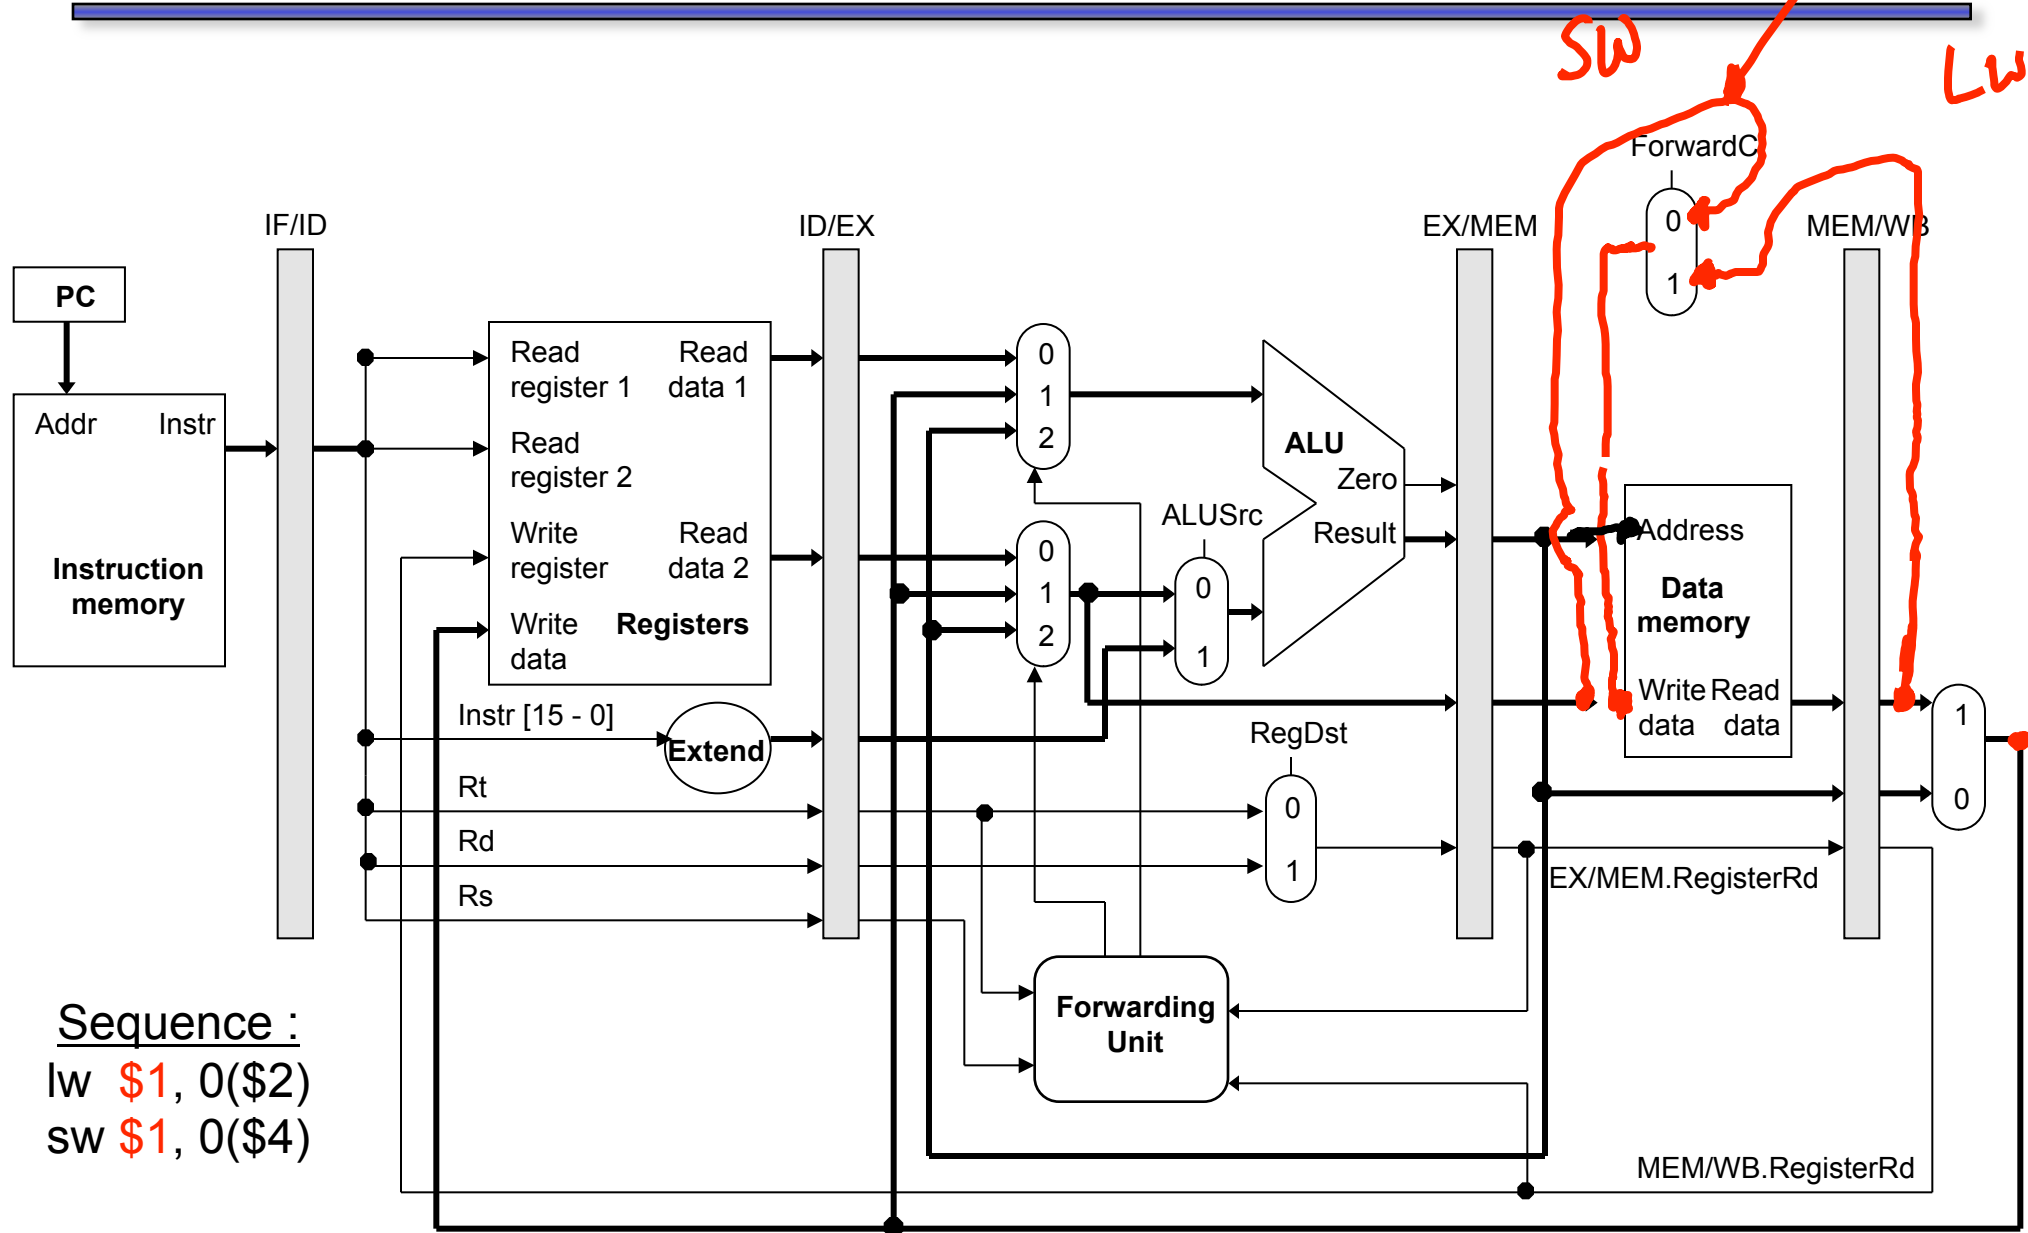 SW
LW
ForwardC
0
1
IF/ID
ID/EX
EX/MEM
MEM/WB
PC
Addr Instr
Instruction
memory
Read
register 1
Read
data 1
Read
register 2
Write
register
Read
data 2
Write
data
Registers
0
1
2
0
1
2
ALUSrc
0
1
ALU
Zero
Result
Address
Data
memory
Write
data
Read
data
1
0
Instr [15 - 0]
Extend
Rt
Rd
Rs
RegDst
0
1
EX/MEM.RegisterRd
Forwarding
Unit
MEM/WB.RegisterRd
Sequence :
lw $1, 0($2)
sw $1, 0($4)